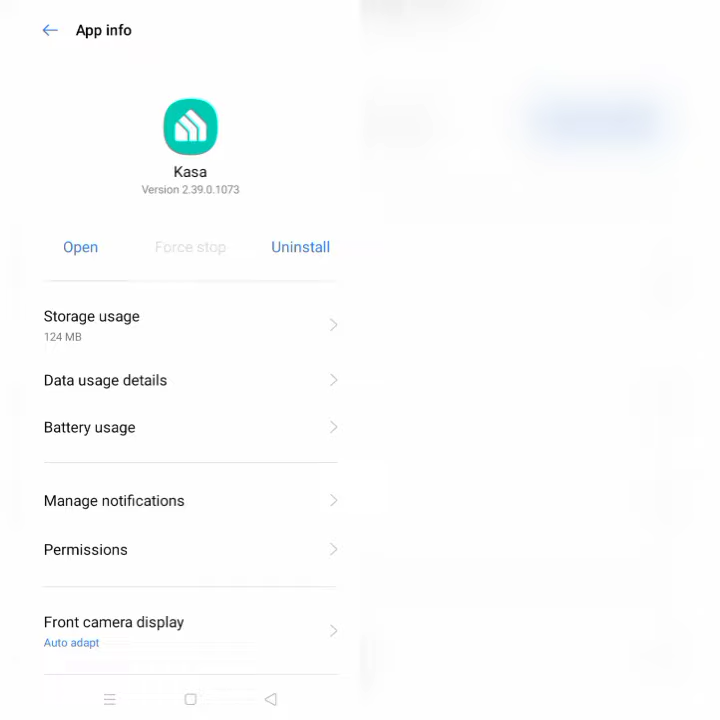 App info
Kasa
Version 2.39.0.1073
Open
Force stop
Uninstall
Storage usage
124 MB
Data usage details
Battery usage
Manage notifications
Permissions
Front camera display
Auto adapt